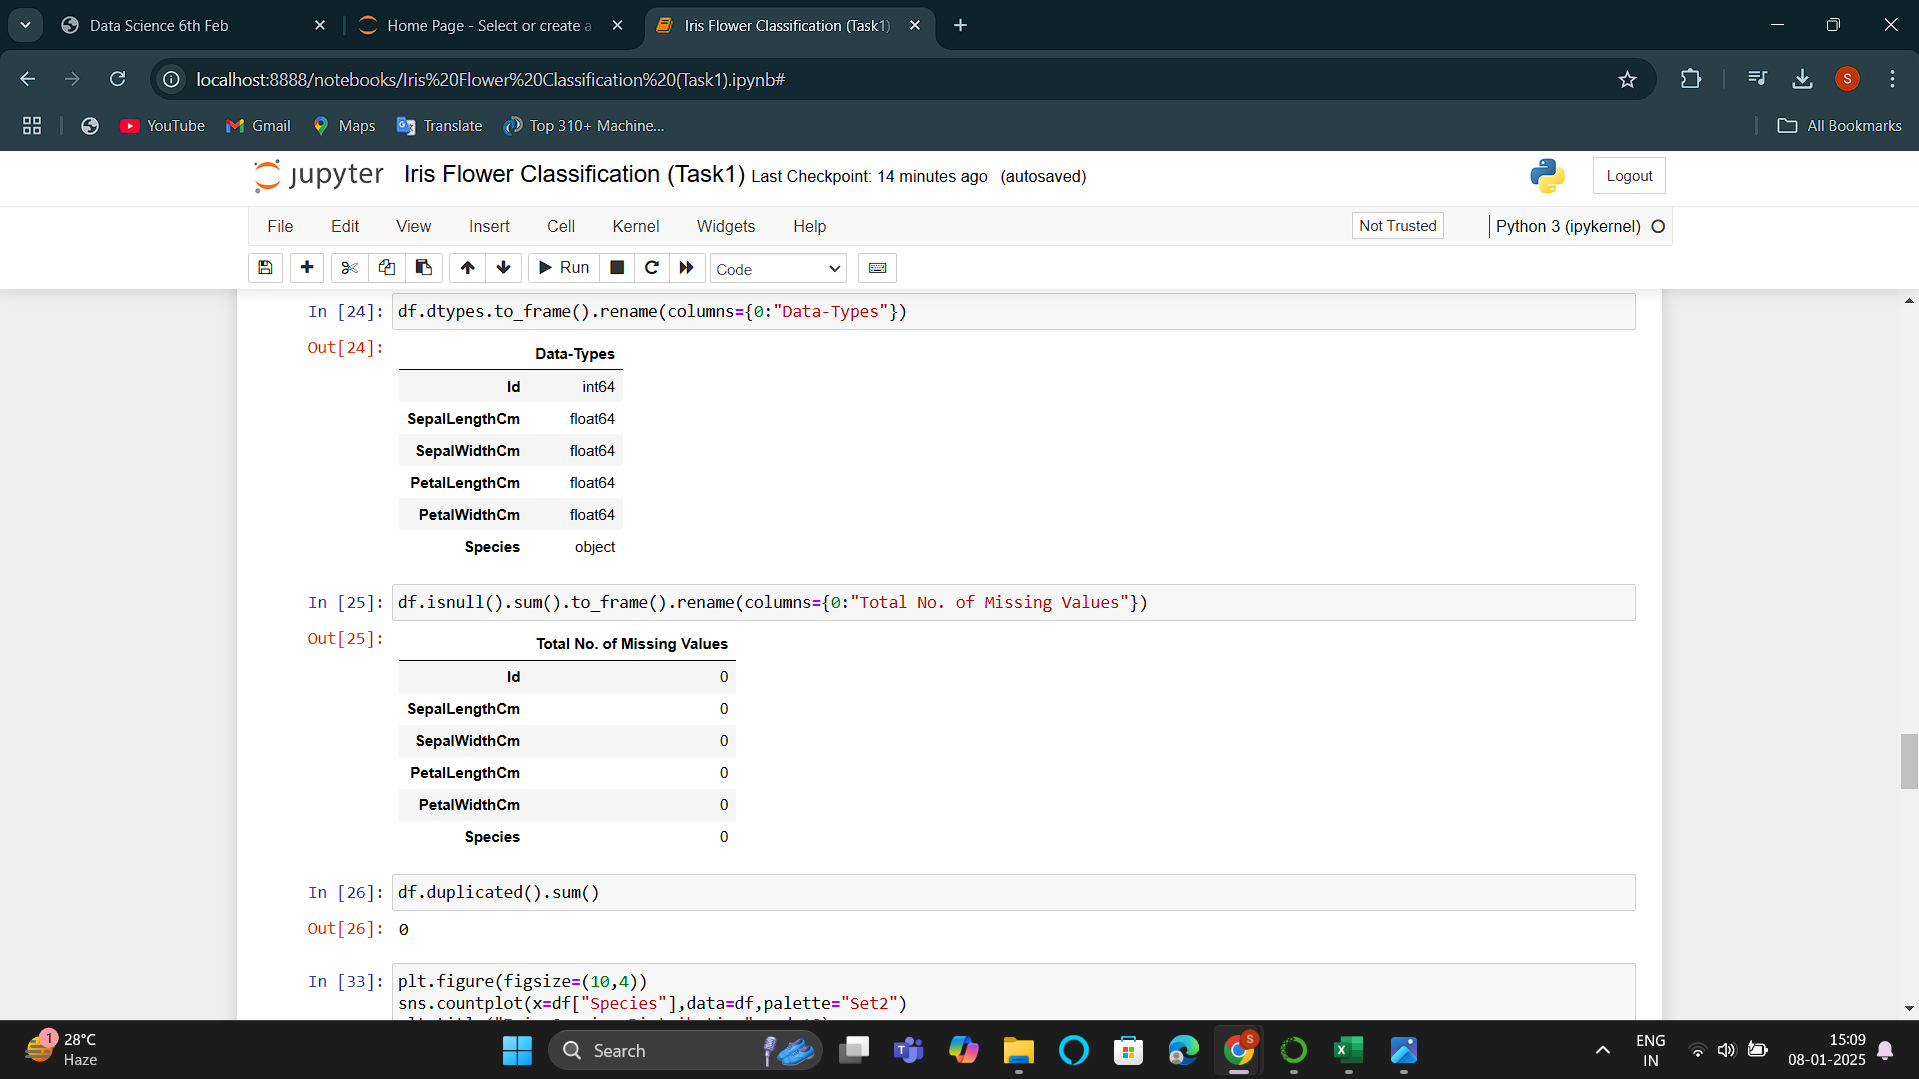 Data Science 6th Feb
Home Page - Select or create a
Iris Flower Classification (Task1)
localhost:8888/notebooks/Iris%20Flower%20Classification%20(Task1).ipynb#
S
YouTube
Gmail
Maps
Translate
Top 310+ Machine...
All Bookmarks
jupyter Iris Flower Classification (Task1) Last Checkpoint: 14 minutes ago (autosaved)
Logout
File Edit View Insert Cell Kernel Widgets Help
Not Trusted
Python 3 (ipykernel)
Run
Code
In [24]: df.dtypes.to_frame().rename(columns={0:"Data-Types"})
Out[24]:
Data-Types
Id int64
SepalLengthCm float64
SepalWidthCm float64
PetalLengthCm float64
PetalWidthCm float64
Species object
In [25]: df.isnull().sum().to_frame().rename(columns={0:"Total No. of Missing Values"})
Out[25]:
Total No. of Missing Values
Id 0
SepalLengthCm 0
SepalWidthCm 0
PetalLengthCm 0
PetalWidthCm 0
Species 0
In [26]: df.duplicated().sum()
Out[26]: 0
In [33]: plt.figure(figsize=(10,4))
sns.countplot(x=df["Species"],data=df,palette="Set2")
1
28°C
Haze
Search
S
ENG
IN
15:09
08-01-2025